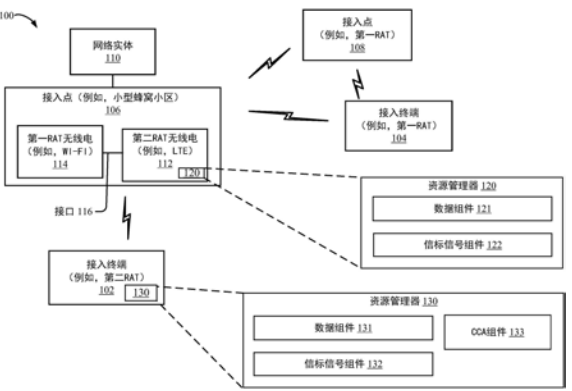 100
网络实体
110
接入点
(例如，第一RAT)
108
接入点（例如，小型蜂窝小区）
106
第一RAT无线电
(例如，WI-FI)
114
第二RAT无线电
(例如，LTE)
112
120
接入终端
(例如，第一RAT)
104
接口 116
资源管理器 120
数据组件 121
信标信号组件 122
接入终端
(例如，第二RAT)
102
130
资源管理器 130
数据组件 131
CCA组件 133
信标信号组件 132